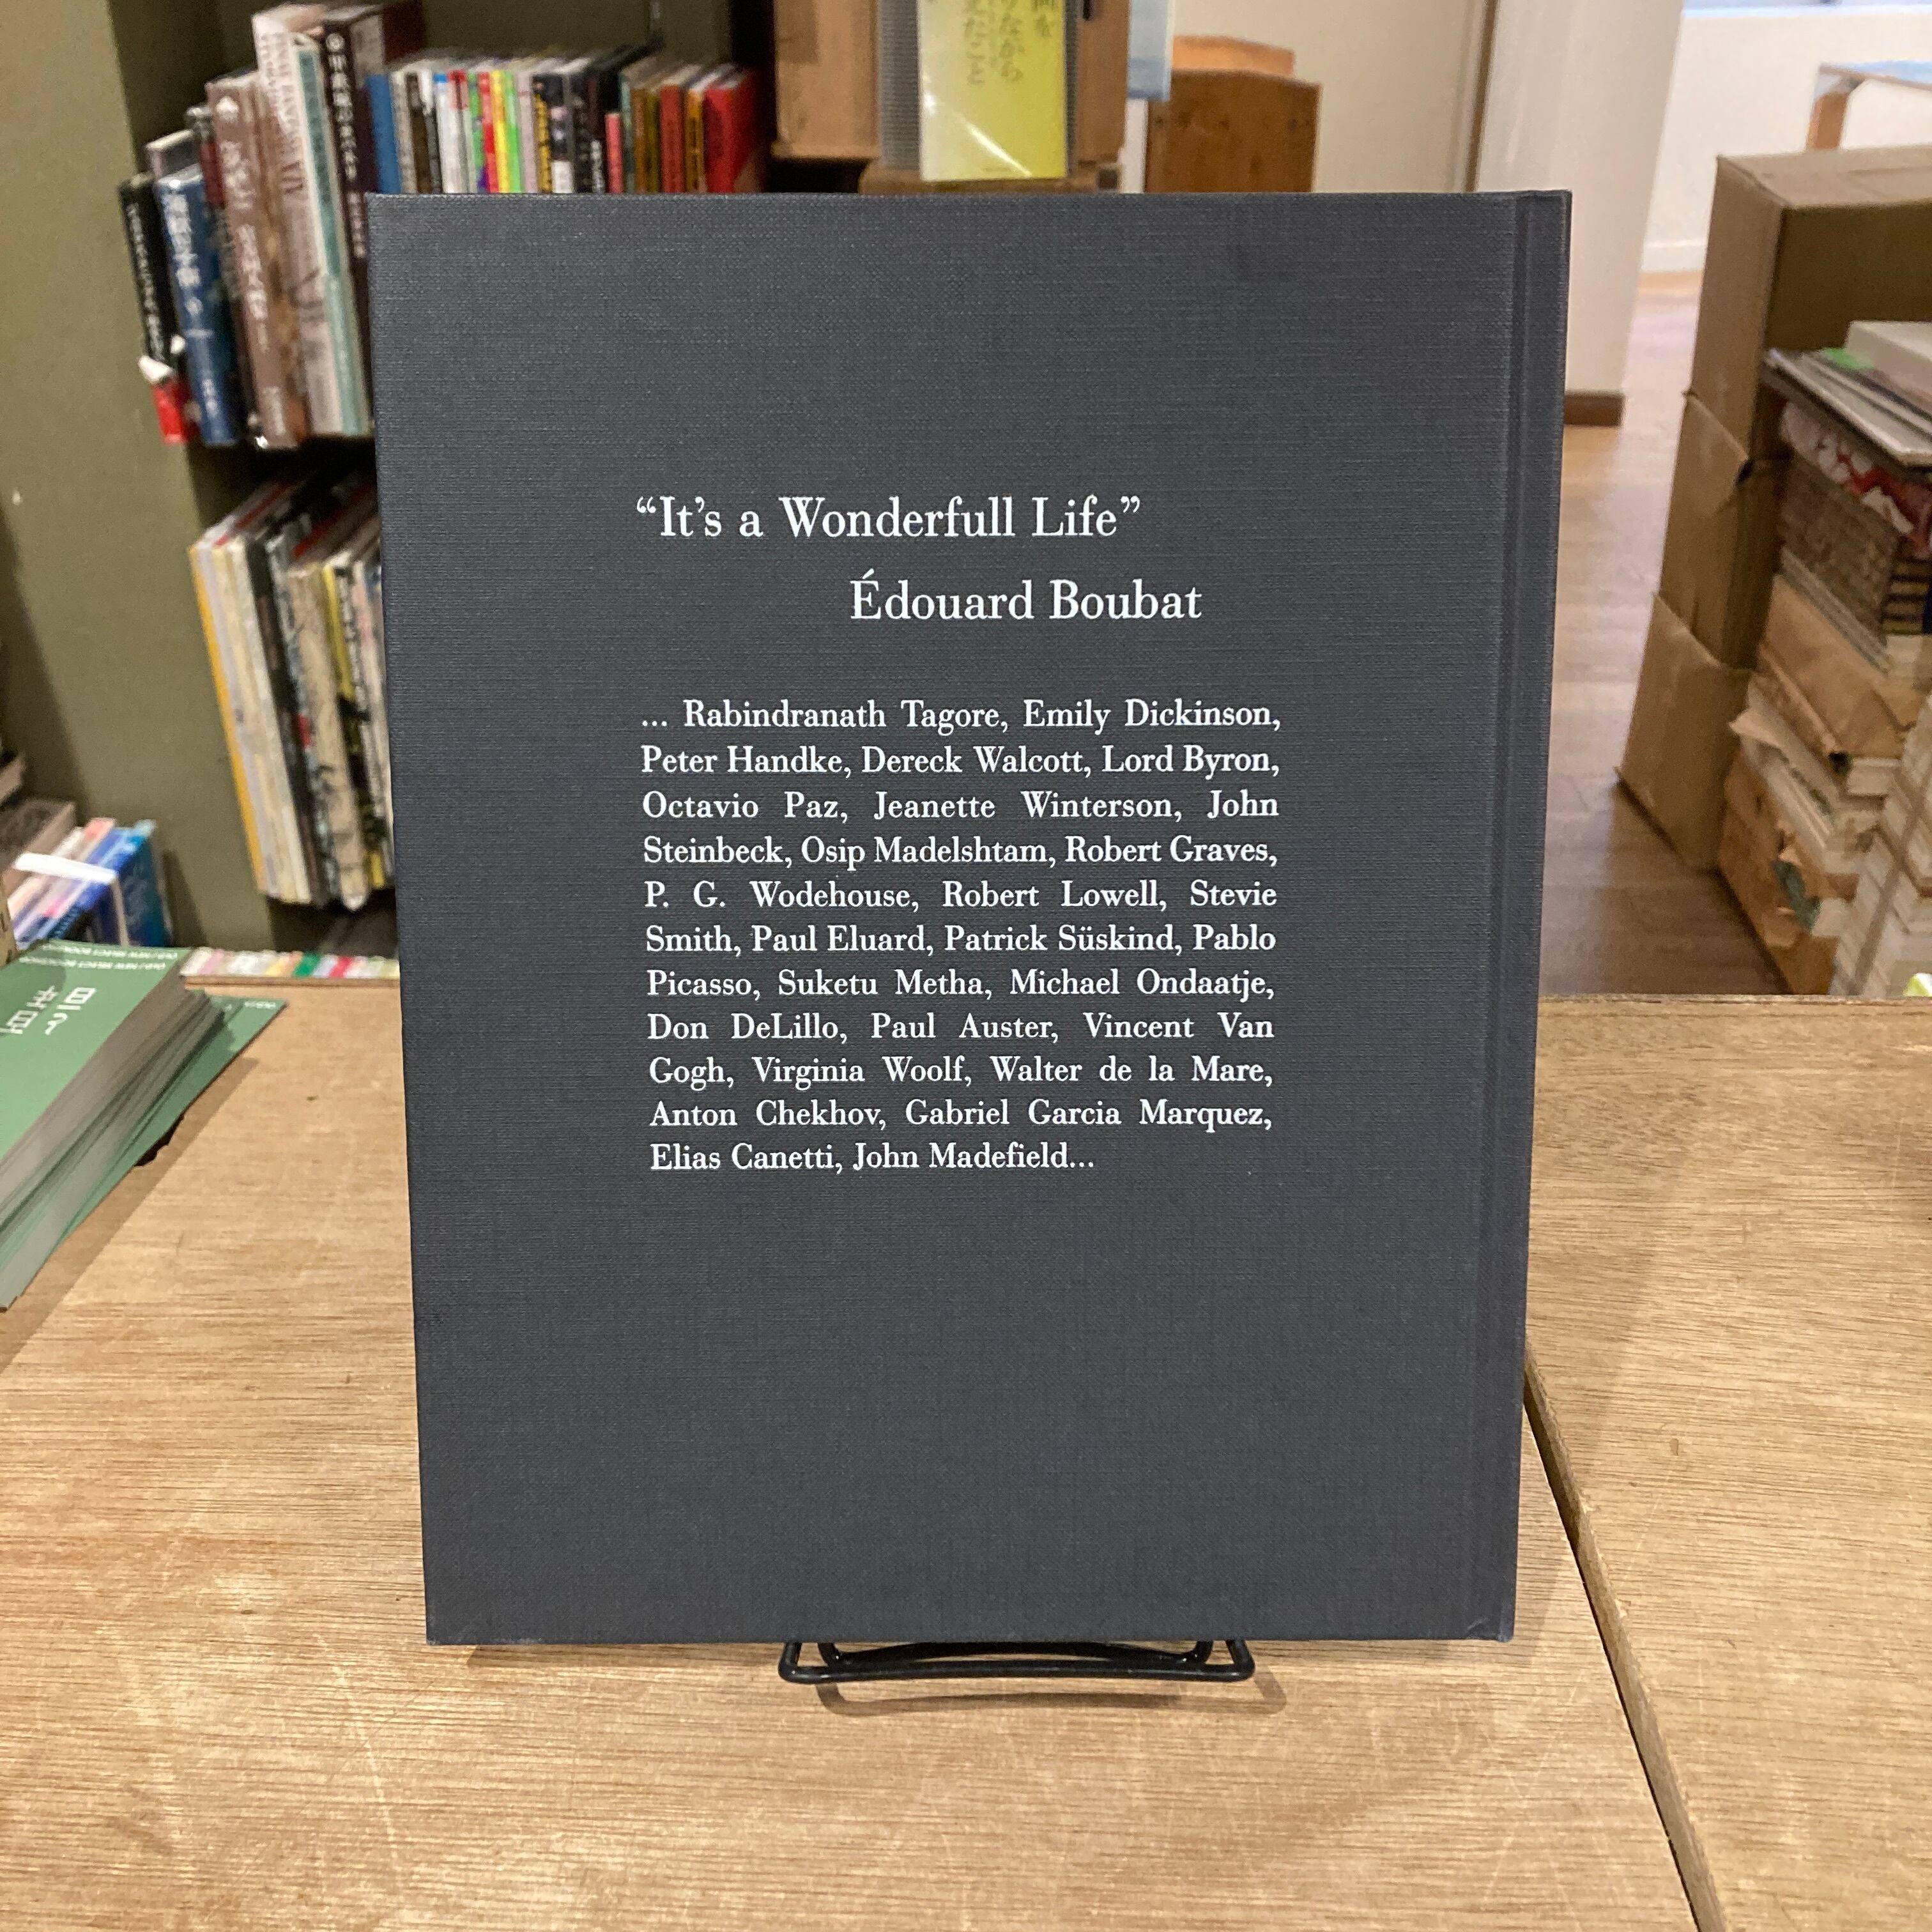 “It’s a Wonderfull Life”
Édouard Boubat
... Rabindranath Tagore, Emily Dickinson,
Peter Handke, Dereck Walcott, Lord Byron,
Octavio Paz, Jeanette Winterson, John
Steinbeck, Osip Madelshtam, Robert Graves,
P. G. Wodehouse, Robert Lowell, Stevie
Smith, Paul Eluard, Patrick Süskind, Pablo
Picasso, Suketu Metha, Michael Ondaatje,
Don DeLillo, Paul Auster, Vincent Van
Gogh, Virginia Woolf, Walter de la Mare,
Anton Chekhov, Gabriel Garcia Marquez,
Elias Canetti, John Madefield...